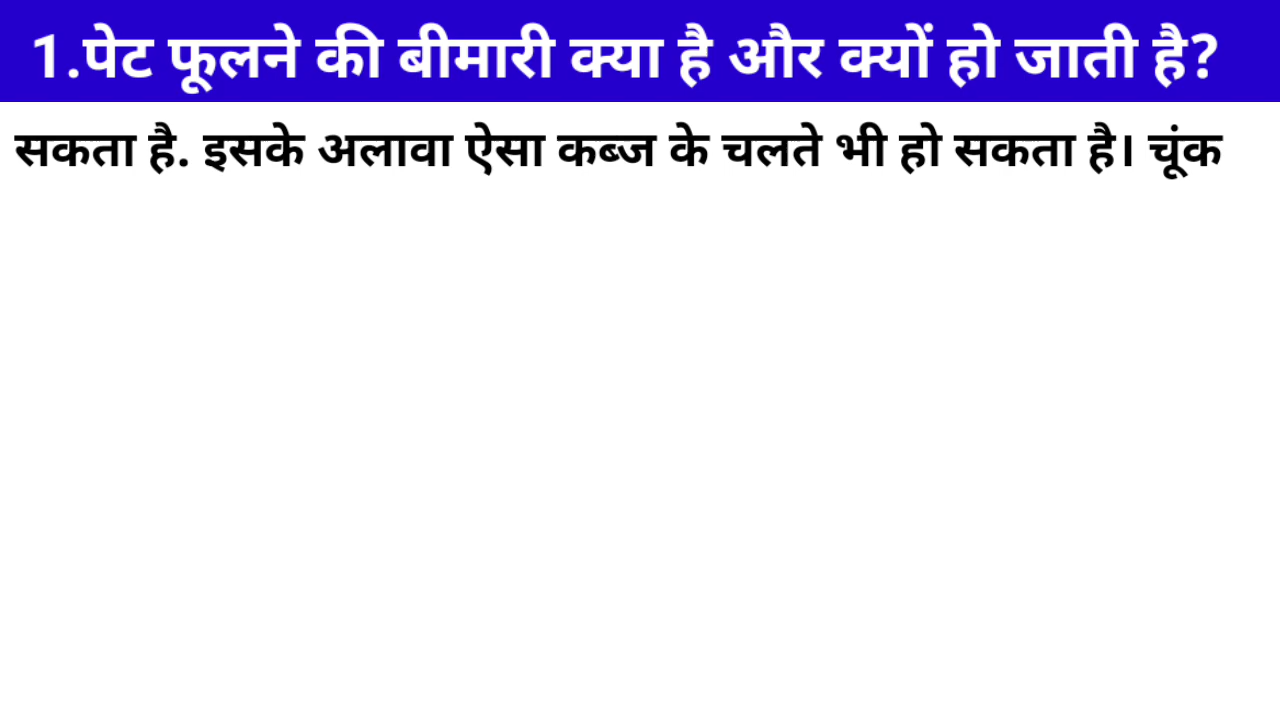 1.पेट फूलने की बीमारी क्या है और क्यों हो जाती है?
सकता है. इसके अलावा ऐसा कब्ज के चलते भी हो सकता है। चूंक